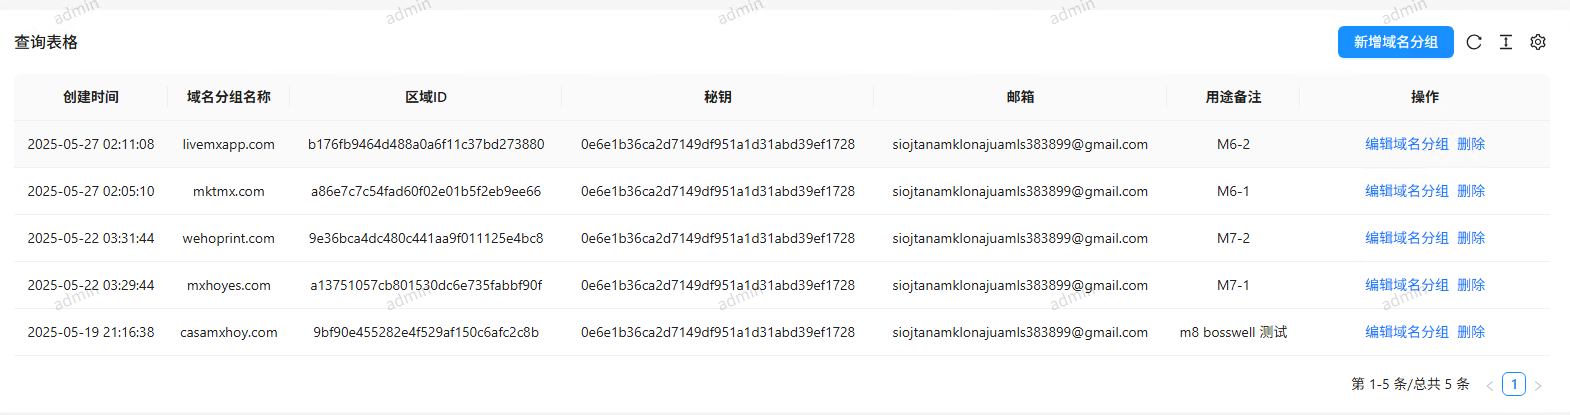 admin admin admin admin admin
查询表格 新增域名分组
创建时间 域名分组名称 区域ID 秘钥 邮箱 用途备注 操作
2025-05-27 02:11:08 livemxapp.com b176fb9464d488a0a6f11c37bd273880 0e6e1b36ca2d7149df951a1d31abd39ef1728 siojtanamklonajuamls383899@gmail.com M6-2 编辑域名分组 删除
2025-05-27 02:05:10 mktmx.com a86e7c7c54fad60f02e01b5f2eb9ee66 0e6e1b36ca2d7149df951a1d31abd39ef1728 siojtanamklonajuamls383899@gmail.com M6-1 编辑域名分组 删除
2025-05-22 03:31:44 wehoprint.com 9e36bca4dc480c441aa9f011125e4bc8 0e6e1b36ca2d7149df951a1d31abd39ef1728 siojtanamklonajuamls383899@gmail.com M7-2 编辑域名分组 删除
2025-05-22 03:29:44 mxhoyes.com a13751057cb801530dc6e735fabbf90f 0e6e1b36ca2d7149df951a1d31abd39ef1728 siojtanamklonajuamls383899@gmail.com M7-1 编辑域名分组 删除
admin admin admin admin admin
2025-05-19 21:16:38 casamxhoy.com 9bf90e455282e4f529af150c6afc2c8b 0e6e1b36ca2d7149df951a1d31abd39ef1728 siojtanamklonajuamls383899@gmail.com m8 bosswell 测试 编辑域名分组 删除
第 1-5 条/总共 5 条 < 1 >